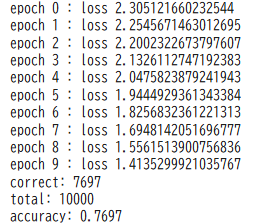 epoch 0 : loss 2.305121660232544
epoch 1 : loss 2.2545671463012695
epoch 2 : loss 2.2002322673797607
epoch 3 : loss 2.1326112747192383
epoch 4 : loss 2.0475823879241943
epoch 5 : loss 1.9444929361343384
epoch 6 : loss 1.8256832361221313
epoch 7 : loss 1.6948142051696777
epoch 8 : loss 1.5561513900756836
epoch 9 : loss 1.4135299921035767
correct: 7697
total: 10000
accuracy: 0.7697